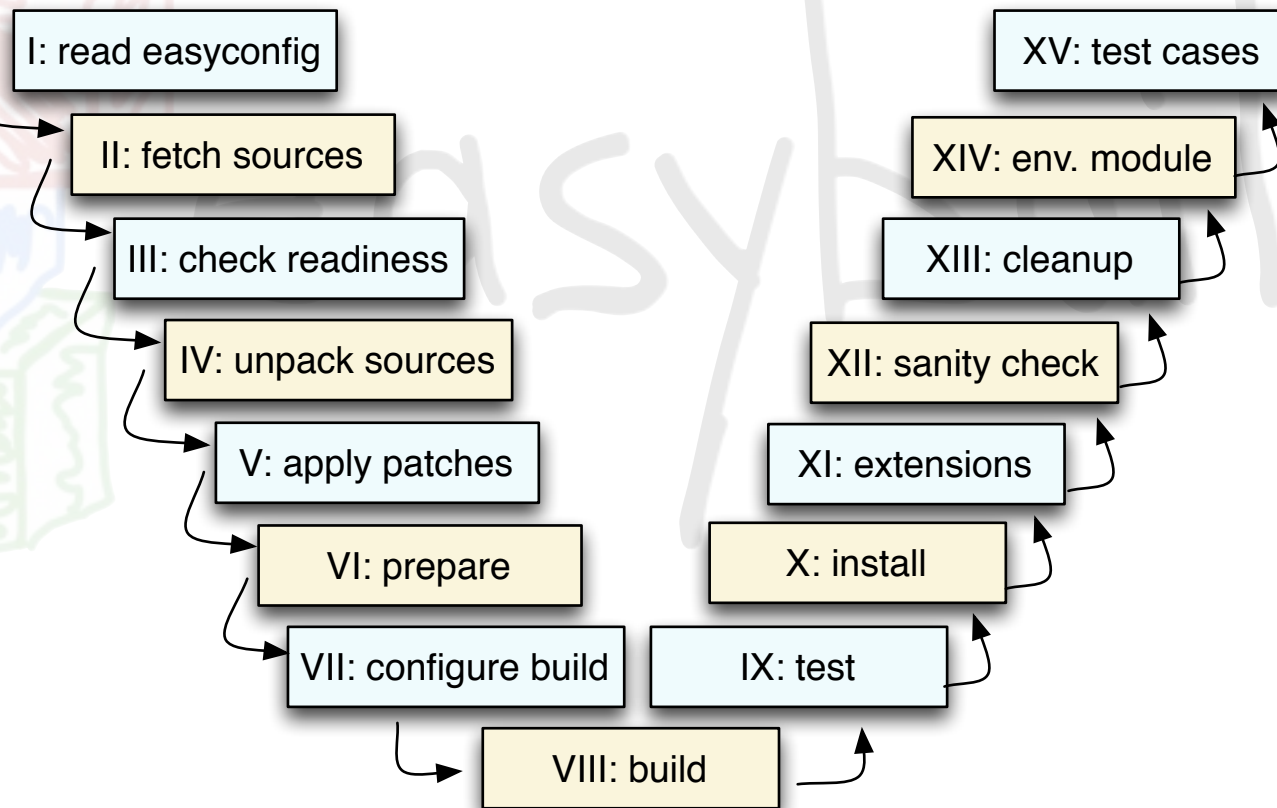 I: read easyconfig
II: fetch sources
III: check readiness
IV: unpack sources
V: apply patches
VI: prepare
VII: configure build
VIII: build
IX: test
X: install
XI: extensions
XII: sanity check
XIII: cleanup
XIV: env. module
XV: test cases